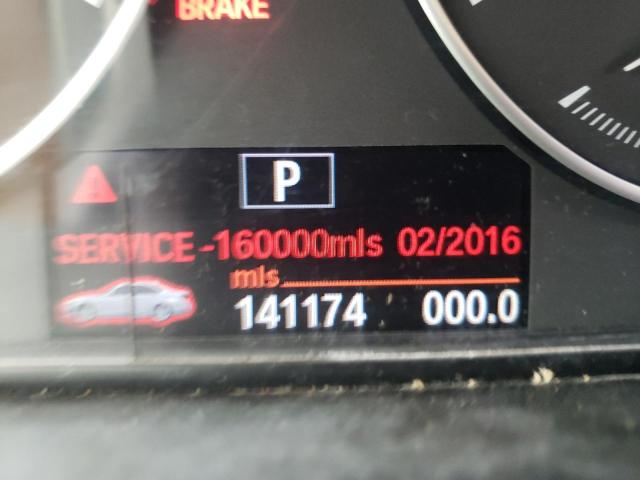 BRAKE
P
SERVICE -160000mls 02/2016
mls
141174 000.0